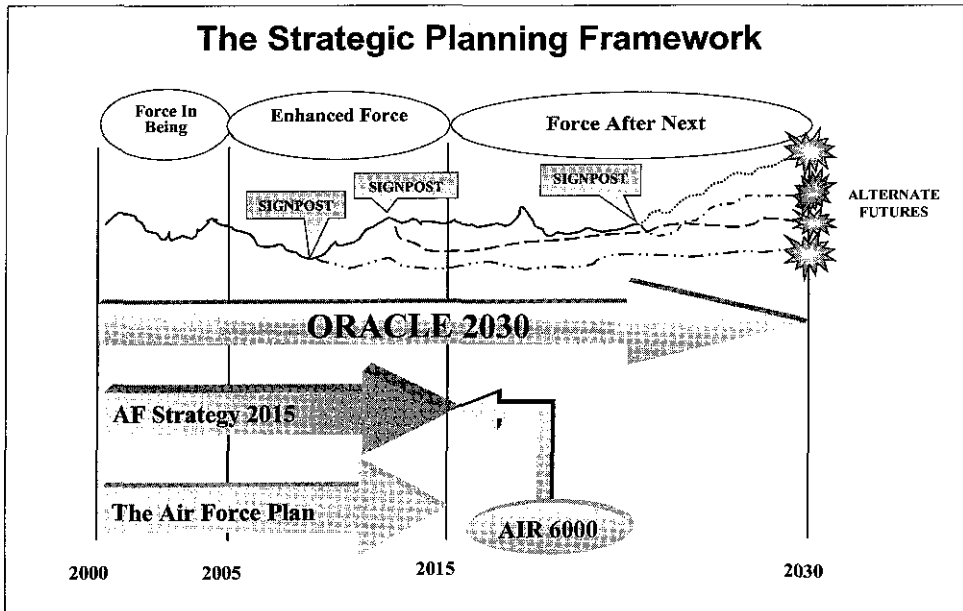 The Strategic Planning Framework
Force In
Being
Enhanced Force
Force After Next
SIGNPOST
SIGNPOST
SIGNPOST
ALTERNATE
FUTURES
ORACLE 2030
AF Strategy 2015
The Air Force Plan
AIR 6000
2000
2005
2015
2030